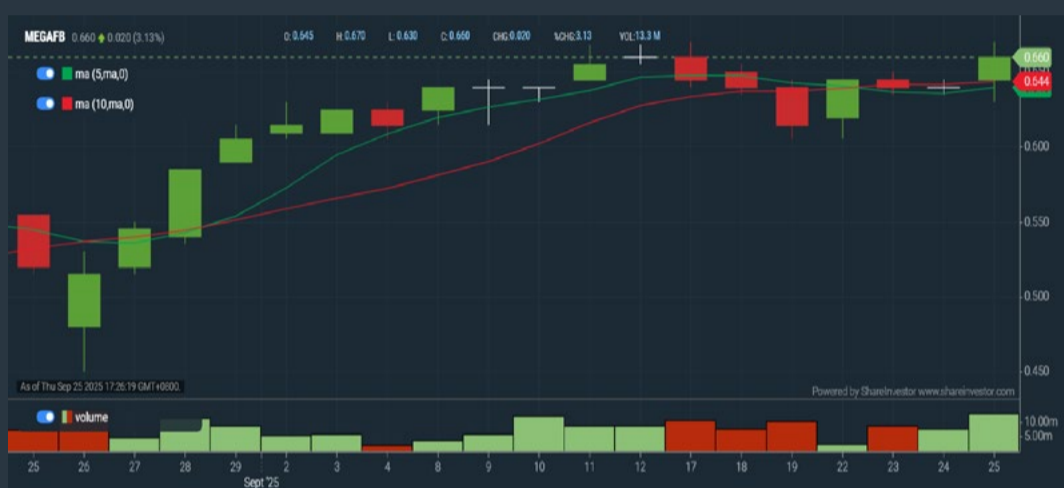 MEGAFB 0.660 0.020 (3.13%) O: 0.645 H: 0.670 L: 0.630 C: 0.660 CHG:0.020 %CHG:3.13 VOL:13.3 M
ma (5,ma,0)
ma (10,ma,0)
0.660
0.644
0.600
0.550
0.500
0.450
As of Thu Sep 25 2025 17:26:19 GMT+0800.
Powered by ShareInvestor www.shareinvestor.com
volume
10.00m
5.00m
25 26 27 28 29 2 3 4 8 9 10 11 12 17 18 19 22 23 24 25
Sept '25